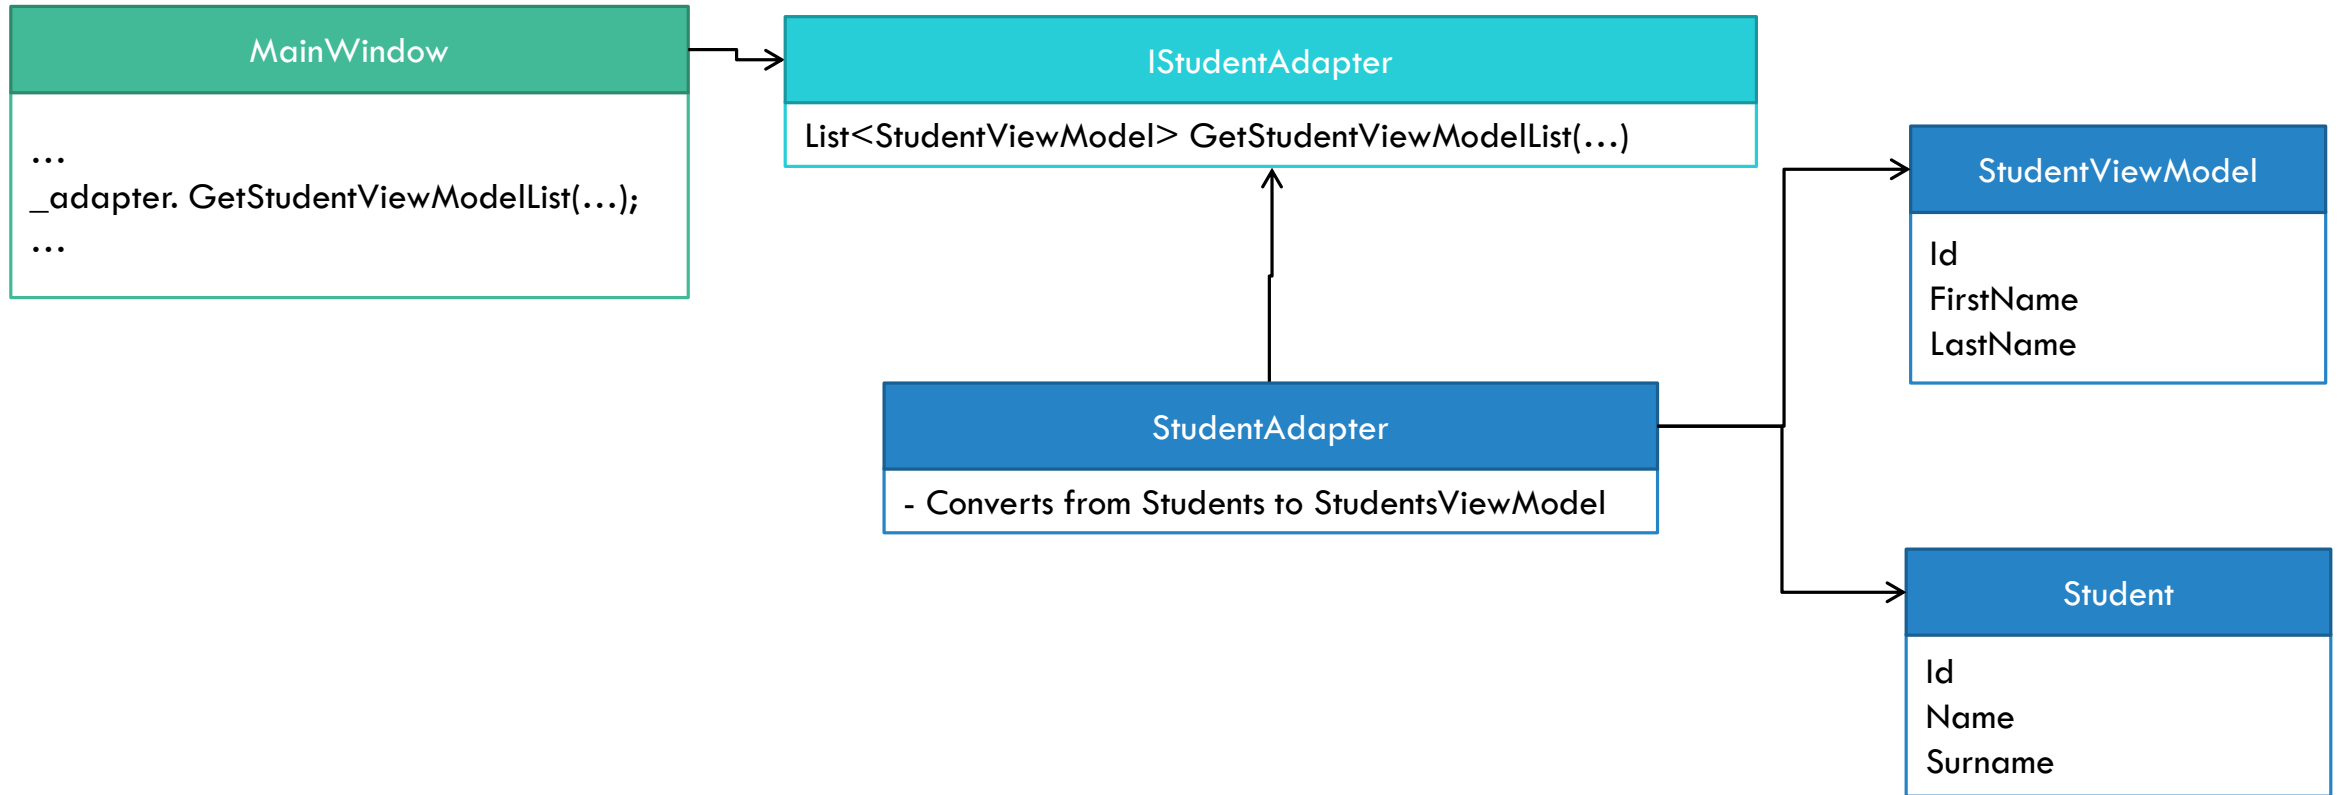 MainWindow
...
_adapter. GetStudentViewModelList(...);
...
IStudentAdapter
List<StudentViewModel> GetStudentViewModelList(...)
StudentViewModel
Id
FirstName
LastName
StudentAdapter
- Converts from Students to StudentsViewModel
Student
Id
Name
Surname